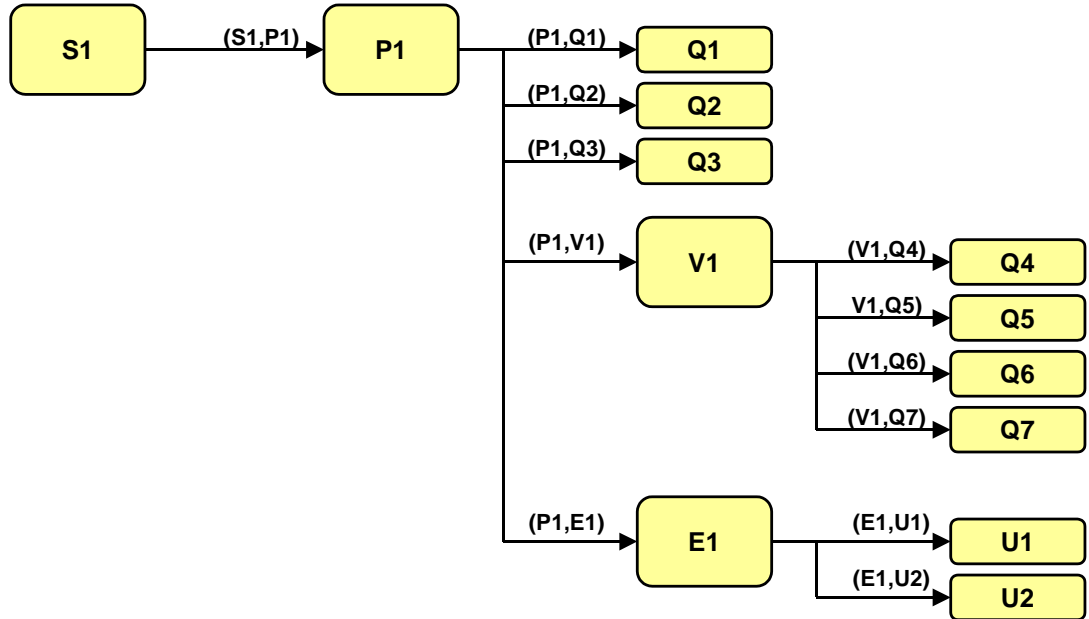 S1
(S1,P1)
P1
(P1,Q1)
Q1
(P1,Q2)
Q2
(P1,Q3)
Q3
(P1,V1)
V1
(V1,Q4)
Q4
V1,Q5)
Q5
(V1,Q6)
Q6
(V1,Q7)
Q7
(P1,E1)
E1
(E1,U1)
U1
(E1,U2)
U2